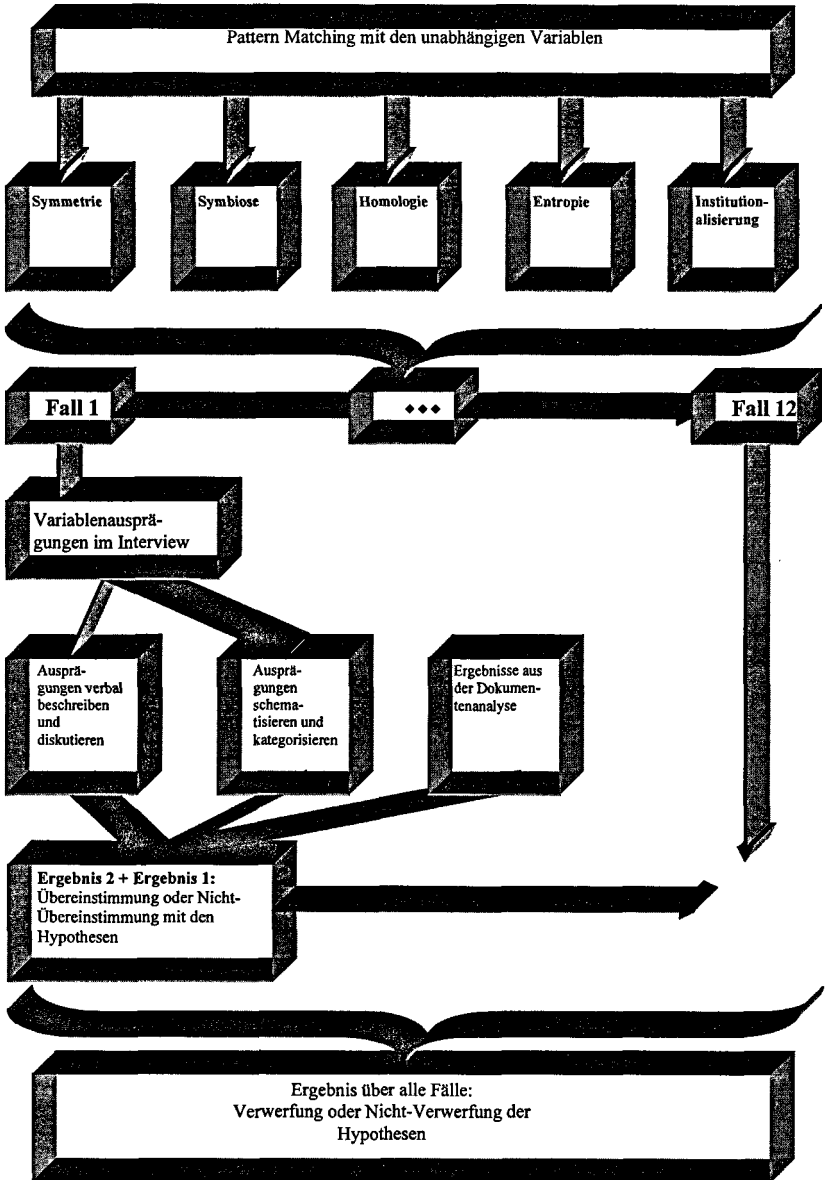 Pattern Matching mit den unabhängigen Variablen
Symmetrie
Symbiose
Homologie
Entropie
Institution-
alisierung
Fall 1
◆◆◆
Fall 12
Variablenausprä-
gungen im Interview
Ausprä-
gungen verbal
beschreiben
und
diskutieren
Ausprä-
gungen
schema-
tisieren und
kategorisieren
Ergebnisse aus
der Dokumen-
tenanalyse
Ergebnis 2 + Ergebnis 1:
Übereinstimmung oder Nicht-
Übereinstimmung mit den
Hypothesen
Ergebnis über alle Fälle:
Verwerfung oder Nicht-Verwerfung der
Hypothesen